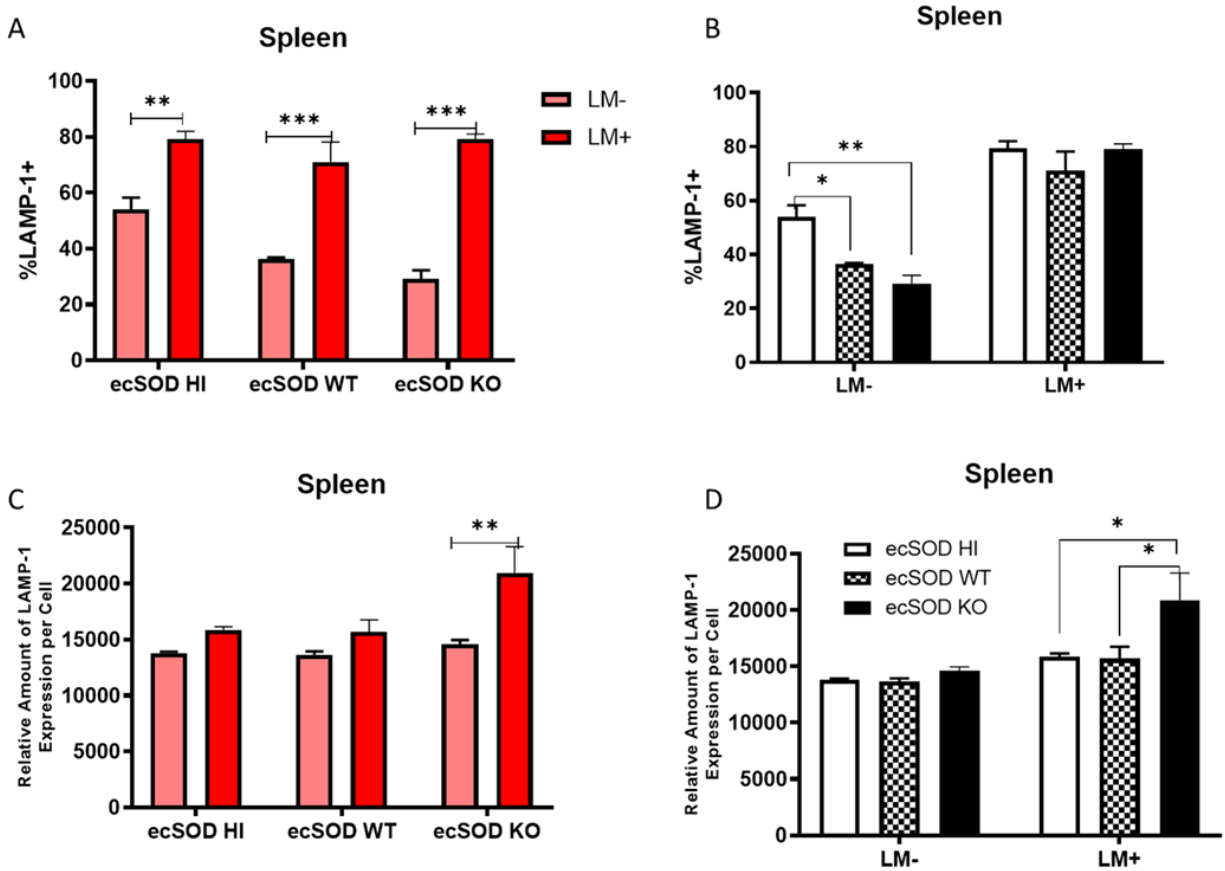 A
Spleen
%LAMP-1+
100
80
60
40
20
0
**
***
***
LM-
LM+
ecSOD HI
ecSOD WT
ecSOD KO
B
Spleen
%LAMP-1+
100
80
60
40
20
0
**
*
LM-
LM+
C
Spleen
Relative Amount of LAMP-1
Expression per Cell
25000
20000
15000
10000
5000
0
**
ecSOD HI
ecSOD WT
ecSOD KO
D
Spleen
Relative Amount of LAMP-1
Expression per Cell
25000
20000
15000
10000
5000
0
ecSOD HI
ecSOD WT
ecSOD KO
*
*
LM-
LM+